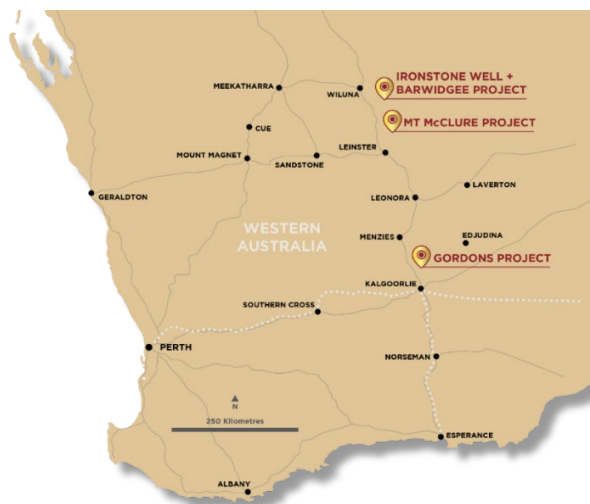 IRONSTONE WELL +
BARWIDGEE PROJECT
MEEKATHARRA
WILUNA
MT McCLURE PROJECT
CUE
LEINSTER
MOUNT MAGNET
SANDSTONE
LAVERTON
GERALDTON
LEONORA
WESTERN
AUSTRALIA
MENZIES
EDJUDINA
GORDONS PROJECT
KALGOORLIE
SOUTHERN CROSS
PERTH
NORSEMAN
N
250 Kilometres
ESPERANCE
ALBANY